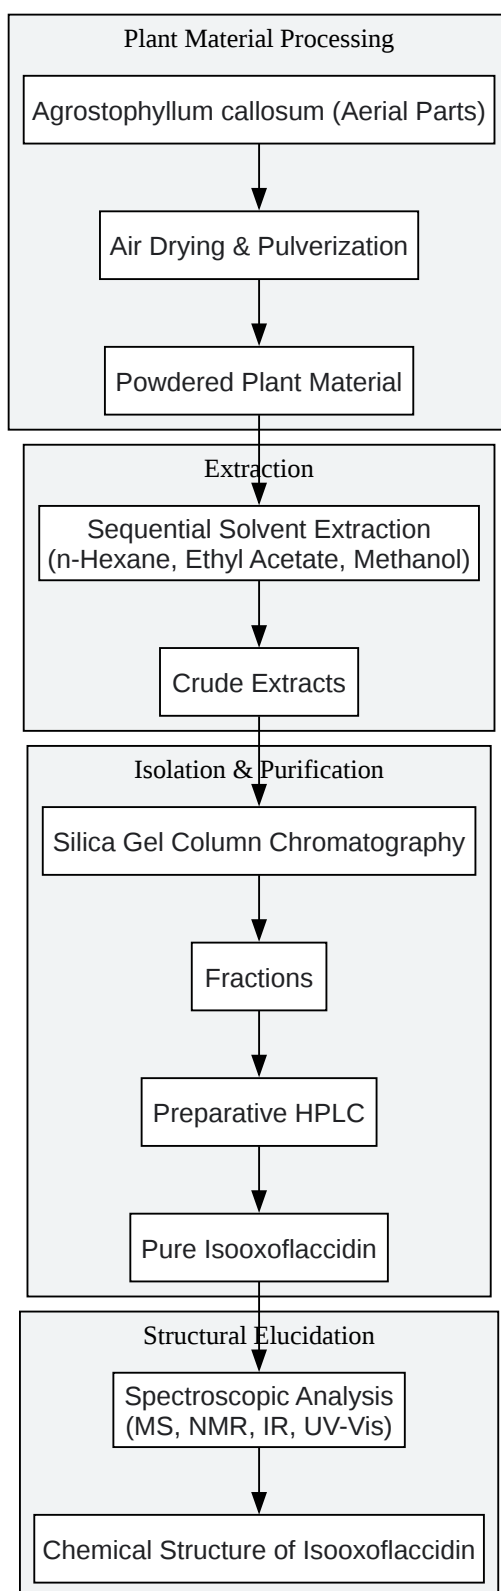 Plant Material Processing
Agrostophyllum callosum (Aerial Parts)
Air Drying & Pulverization
Powdered Plant Material
Extraction
Sequential Solvent Extraction
(n-Hexane, Ethyl Acetate, Methanol)
Crude Extracts
Isolation & Purification
Silica Gel Column Chromatography
Fractions
Preparative HPLC
Pure Isooxoflaccidin
Structural Elucidation
Spectroscopic Analysis
(MS, NMR, IR, UV-Vis)
Chemical Structure of Isooxoflaccidin